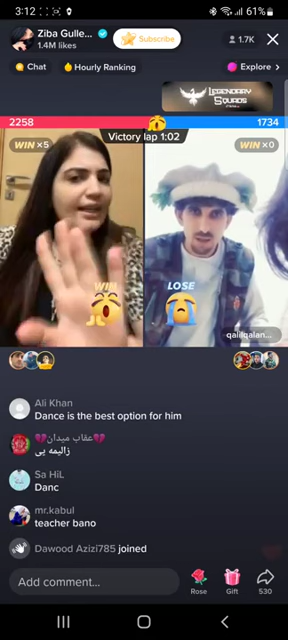 3:12
61%
Ziba Gulle...
1.4M likes
Subscribe
1.7K
Chat
Hourly Ranking
Explore >
LEGENDARY
SQUADS
2258
1734
Victory lap 1:02
WIN ×5
WIN ×0
WIN
LOSE
qalilqalan...
Ali Khan
Dance is the best option for him
عقاب میدان
زالیمه یی
Sa HiL
Danc
mr.kabul
teacher bano
Dawood Azizi785 joined
Add comment...
Rose
Gift
530